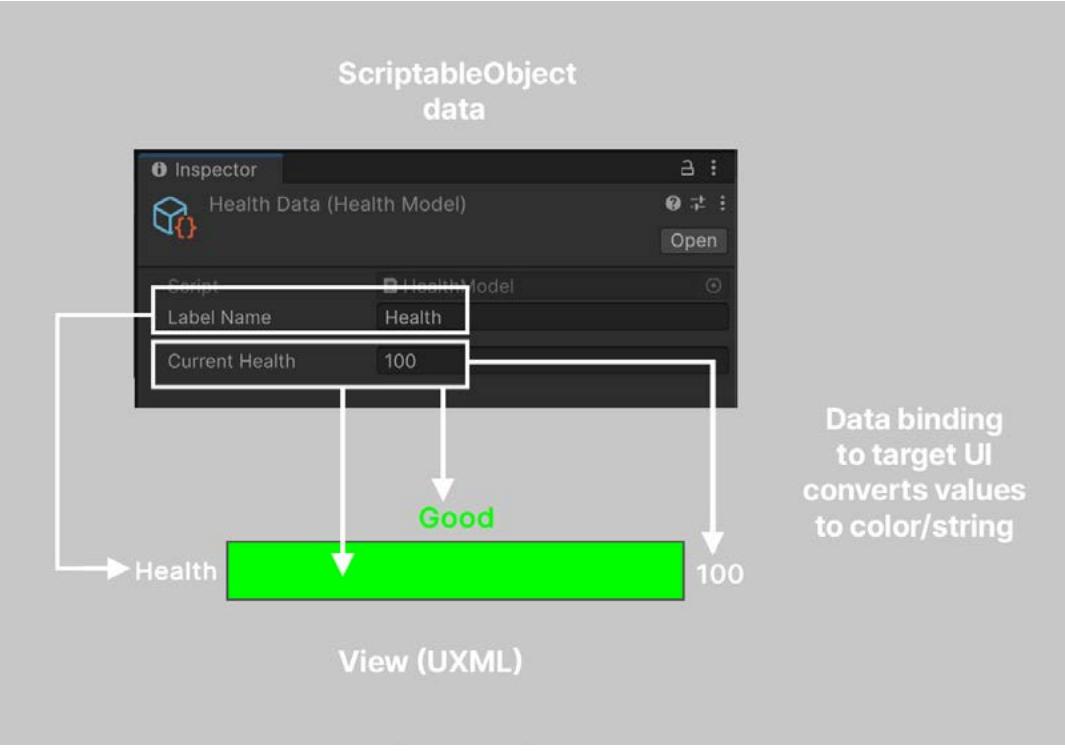 ScriptableObject
data
Inspector
Health Data (Health Model)
Open
Script HealthModel
Label Name Health
Current Health 100
Data binding
to target UI
converts values
to color/string
Good
Health 100
View (UXML)